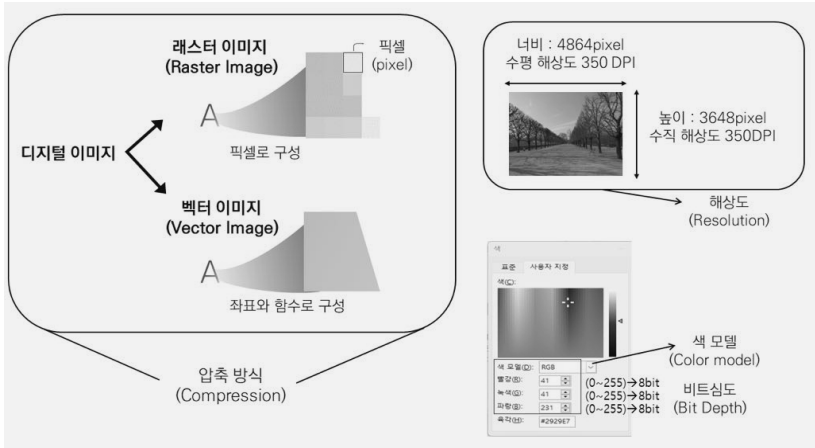 래스터 이미지
(Raster Image)
픽셀
(pixel)
A
픽셀로 구성
디지털 이미지
벡터 이미지
(Vector Image)
A
좌표와 함수로 구성
압축 방식
(Compression)
너비 : 4864pixel
수평 해상도 350 DPI
높이 : 3648pixel
수직 해상도 350DPI
해상도
(Resolution)
색
표준 사용자 지정
색(C):
색 모델(D): RGB
빨강(R): 41 (0~255)→8bit
녹색(G): 41 (0~255)→8bit
파랑(B): 231 (0~255)→8bit
육각(H): #2929E7
색 모델
(Color model)
비트심도
(Bit Depth)